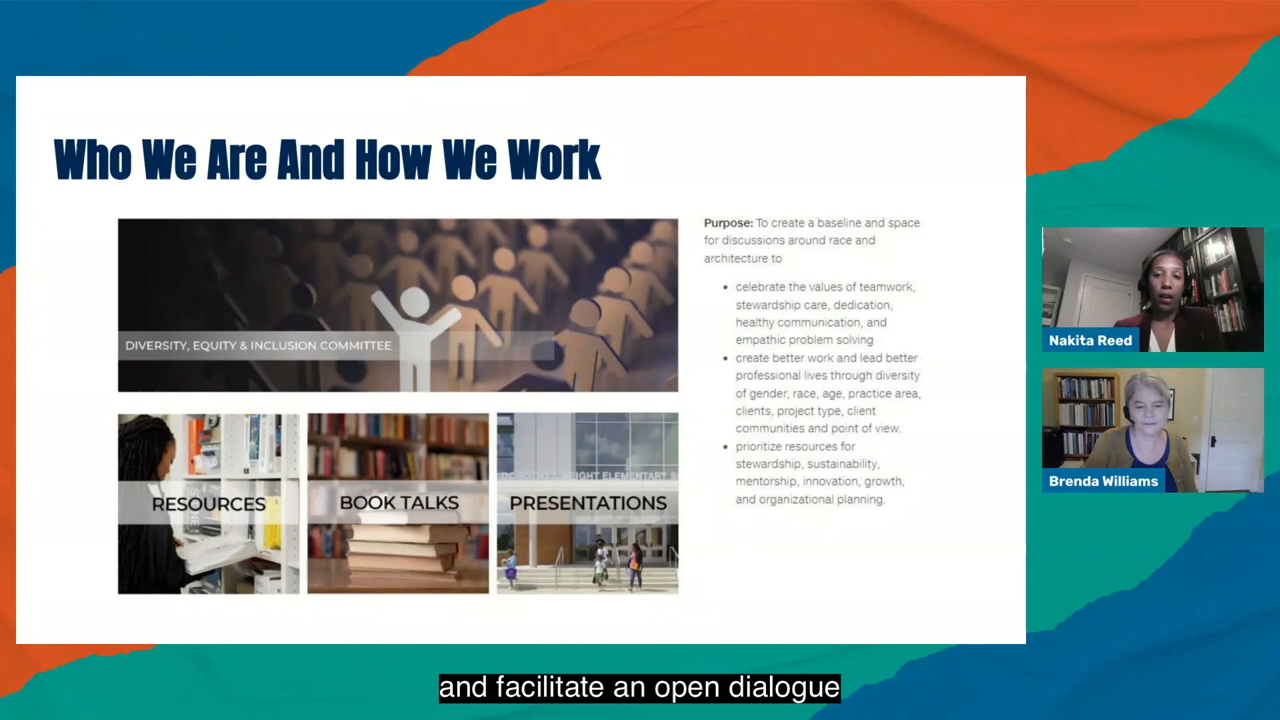 Who We Are And How We Work
DIVERSITY, EQUITY & INCLUSION COMMITTEE
RESOURCES
BOOK TALKS
PRESENTATIONS
Purpose: To create a baseline and space
for discussions around race and
architecture to
• celebrate the values of teamwork,
stewardship care, dedication,
healthy communication, and
empathic problem solving
• create better work and lead better
professional lives through diversity
of gender, race, age, practice area,
clients, project type, client
communities and point of view.
• prioritize resources for
stewardship, sustainability,
mentorship, innovation, growth,
and organizational planning.
Nakita Reed
Brenda Williams
and facilitate an open dialogue